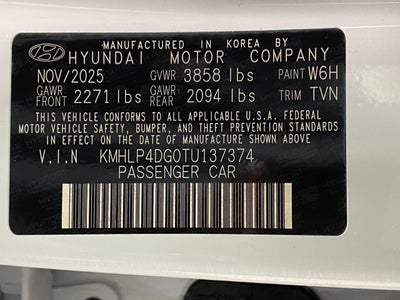 MANUFACTURED IN KOREA BY
HYUNDAI MOTOR COMPANY
NOV/2025 GVWR 3858 lbs PAINT W6H
GAWR FRONT 2271 lbs GAWR REAR 2094 lbs TRIM TVN
THIS VEHICLE CONFORMS TO ALL APPLICABLE U.S.A. FEDERAL
MOTOR VEHICLE SAFETY, BUMPER, AND THEFT PREVENTION
STANDARDS IN EFFECT ON THE DATE OF MANUFACTURE SHOWN ABOVE.
V.I.N KMHLP4DG0TU137374
PASSENGER CAR